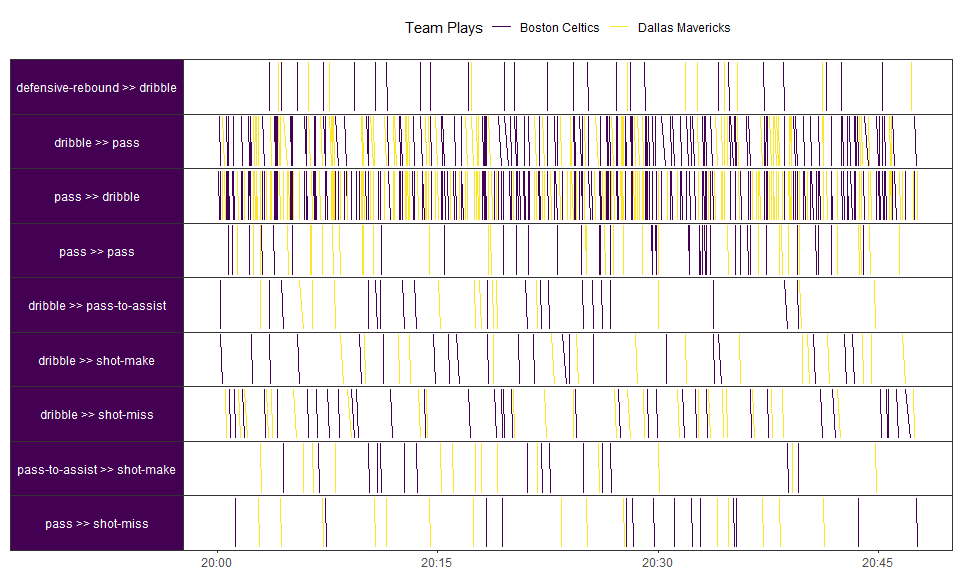 Team Plays Boston Celtics Dallas Mavericks
defensive-rebound >> dribble
dribble >> pass
pass >> dribble
pass >> pass
dribble >> pass-to-assist
dribble >> shot-make
dribble >> shot-miss
pass-to-assist >> shot-make
pass >> shot-miss
20:00 20:15 20:30 20:45